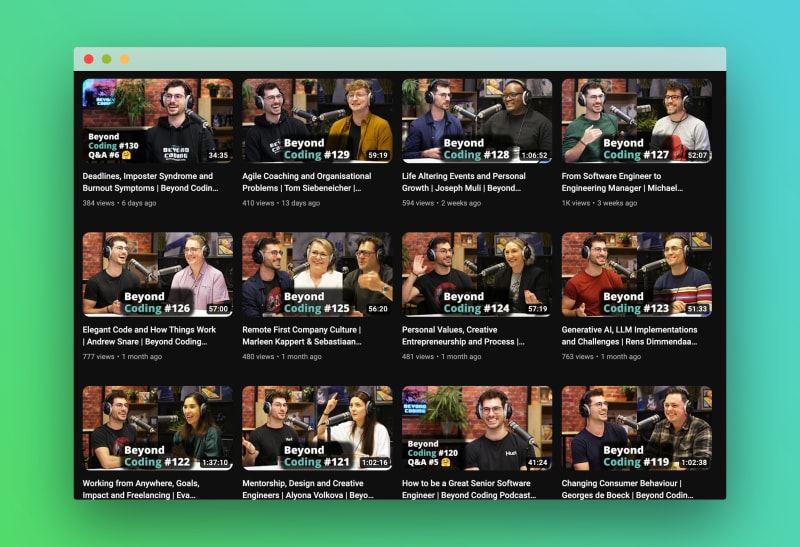 Beyond
Coding #130
Q&A #6 🤗
34:35
Beyond
Coding #129
59:19
Beyond
Coding #128
1:06:52
Beyond
Coding #127
52:07
Deadlines, Imposter Syndrome and
Burnout Symptoms | Beyond Codin...
384 views • 6 days ago
Agile Coaching and Organisational
Problems | Tom Siebeneicher |...
410 views • 13 days ago
Life Altering Events and Personal
Growth | Joseph Muli | Beyond...
594 views • 2 weeks ago
From Software Engineer to
Engineering Manager | Michael...
1K views • 3 weeks ago
Beyond
Coding #126
57:00
Beyond
Coding #125
56:20
Beyond
Coding #124
57:19
Beyond
Coding #123
51:33
Elegant Code and How Things Work
| Andrew Snare | Beyond Coding...
777 views • 1 month ago
Remote First Company Culture |
Marleen Kappert & Sebastiaan...
480 views • 1 month ago
Personal Values, Creative
Entrepreneurship and Process |...
481 views • 1 month ago
Generative AI, LLM Implementations
and Challenges | Rens Dimmendaa...
763 views • 1 month ago
Beyond
Coding #122
1:37:10
Beyond
Coding #121
1:02:16
BEYOND
CODING
Beyond
Coding #120
Q&A #5 🤗
41:24
Beyond
Coding #119
1:02:38
Working from Anywhere, Goals,
Impact and Freelancing | Eva...
Mentorship, Design and Creative
Engineers | Alyona Volkova | Beyo...
How to be a Great Senior Software
Engineer | Beyond Coding Podcast...
Changing Consumer Behaviour |
Georges de Boeck | Beyond Codin...